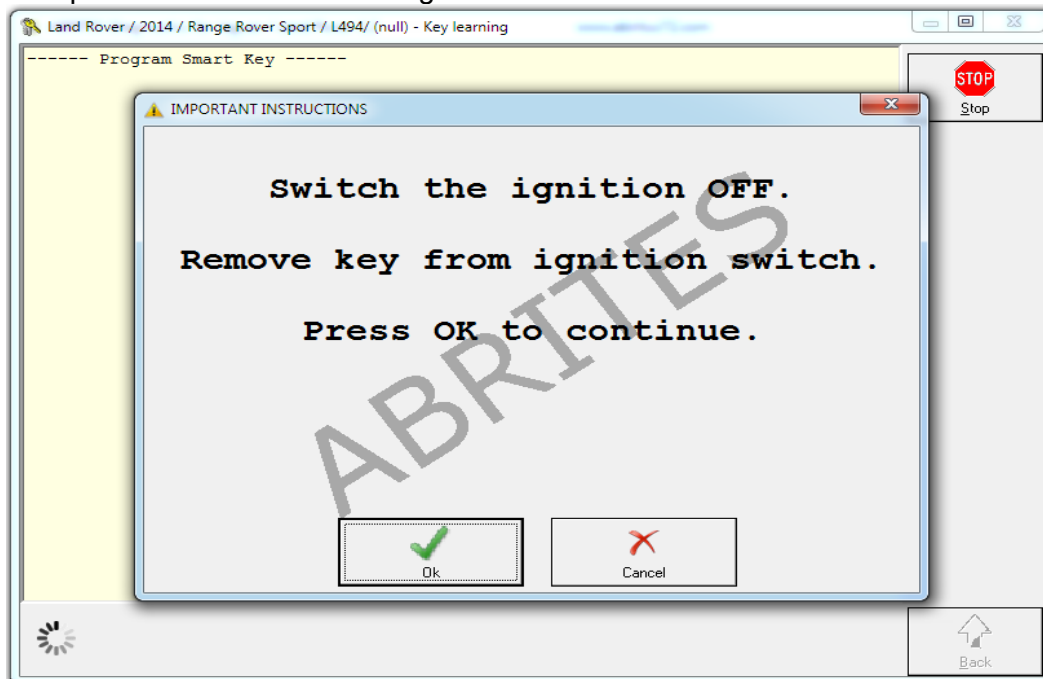 Land Rover / 2014 / Range Rover Sport / L494/ (null) - Key learning
------ Program Smart Key ------
STOP
Stop
IMPORTANT INSTRUCTIONS
Switch the ignition OFF.
Remove key from ignition switch.
Press OK to continue.
ABRITES
Ok
Cancel
Back